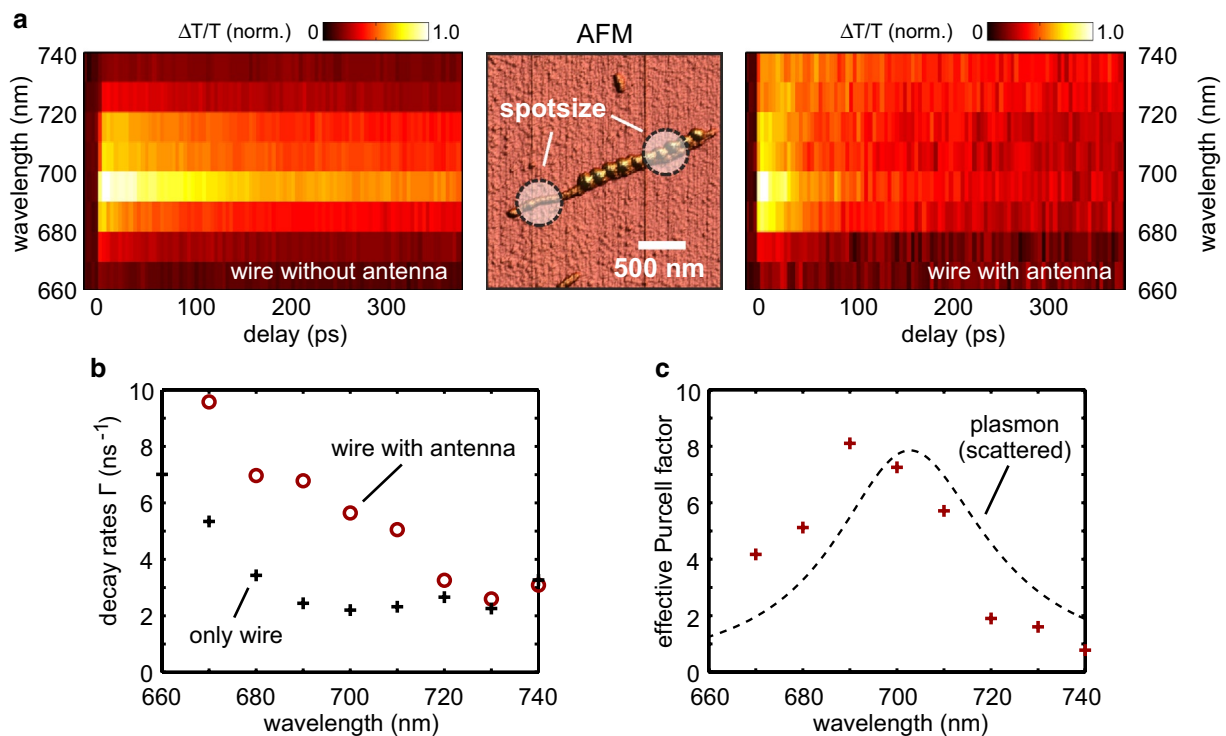 a
ΔT/T (norm.) 0 1.0
AFM
ΔT/T (norm.) 0 1.0
wavelength (nm)
740
720
700
680
660
wire without antenna
0 100 200 300
delay (ps)
spotsize
500 nm
wire with antenna
0 100 200 300
delay (ps)
740
720
700
680
660
wavelength (nm)
b
decay rates Γ (ns⁻¹)
10
8
6
4
2
0
wire with antenna
only wire
660 680 700 720 740
wavelength (nm)
c
effective Purcell factor
10
8
6
4
2
0
plasmon
(scattered)
660 680 700 720 740
wavelength (nm)